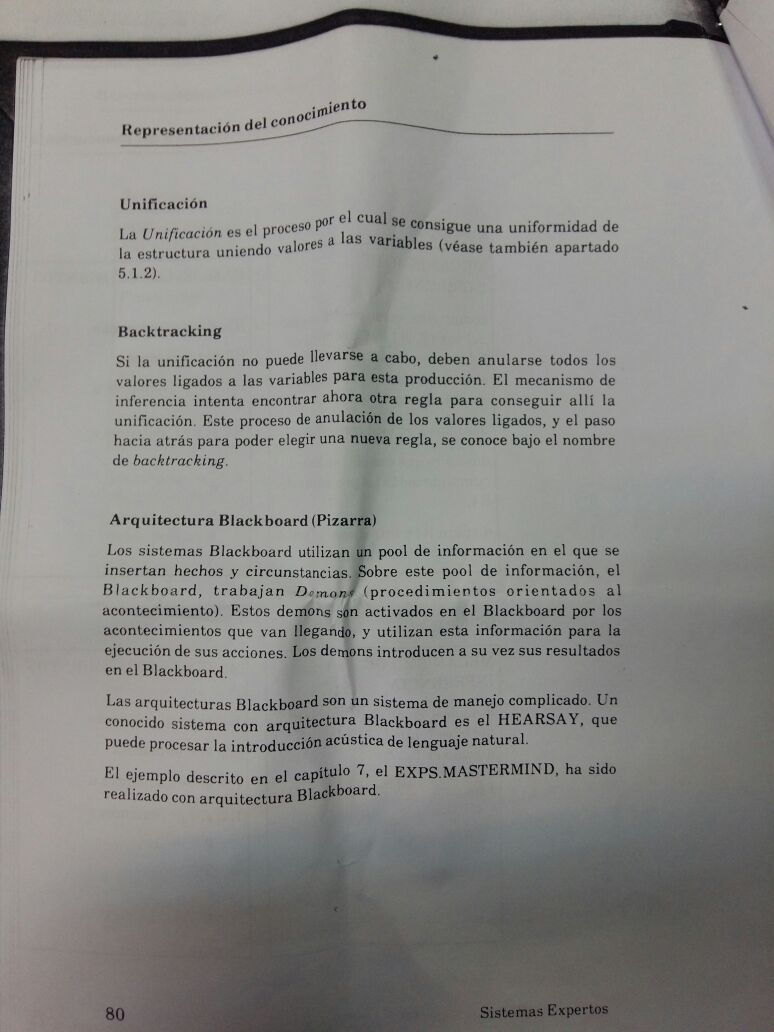 Representación del conocimiento
Unificación
La Unificación es el proceso por el cual se consigue una uniformidad de
la estructura uniendo valores a las variables (véase también apartado
5.1.2).
Backtracking
Si la unificación no puede llevarse a cabo, deben anularse todos los
valores ligados a las variables para esta producción. El mecanismo de
inferencia intenta encontrar ahora otra regla para conseguir allí la
unificación. Este proceso de anulación de los valores ligados, y el paso
hacia atrás para poder elegir una nueva regla, se conoce bajo el nombre
de backtracking.
Arquitectura Blackboard (Pizarra)
Los sistemas Blackboard utilizan un pool de información en el que se
insertan hechos y circunstancias. Sobre este pool de información, el
Blackboard, trabajan Demons (procedimientos orientados al
acontecimiento). Estos demons son activados en el Blackboard por los
acontecimientos que van llegando, y utilizan esta información para la
ejecución de sus acciones. Los demons introducen a su vez sus resultados
en el Blackboard.
Las arquitecturas Blackboard son un sistema de manejo complicado. Un
conocido sistema con arquitectura Blackboard es el HEARSAY, que
puede procesar la introducción acústica de lenguaje natural.
El ejemplo descrito en el capítulo 7, el EXPS.MASTERMIND, ha sido
realizado con arquitectura Blackboard.
80
Sistemas Expertos